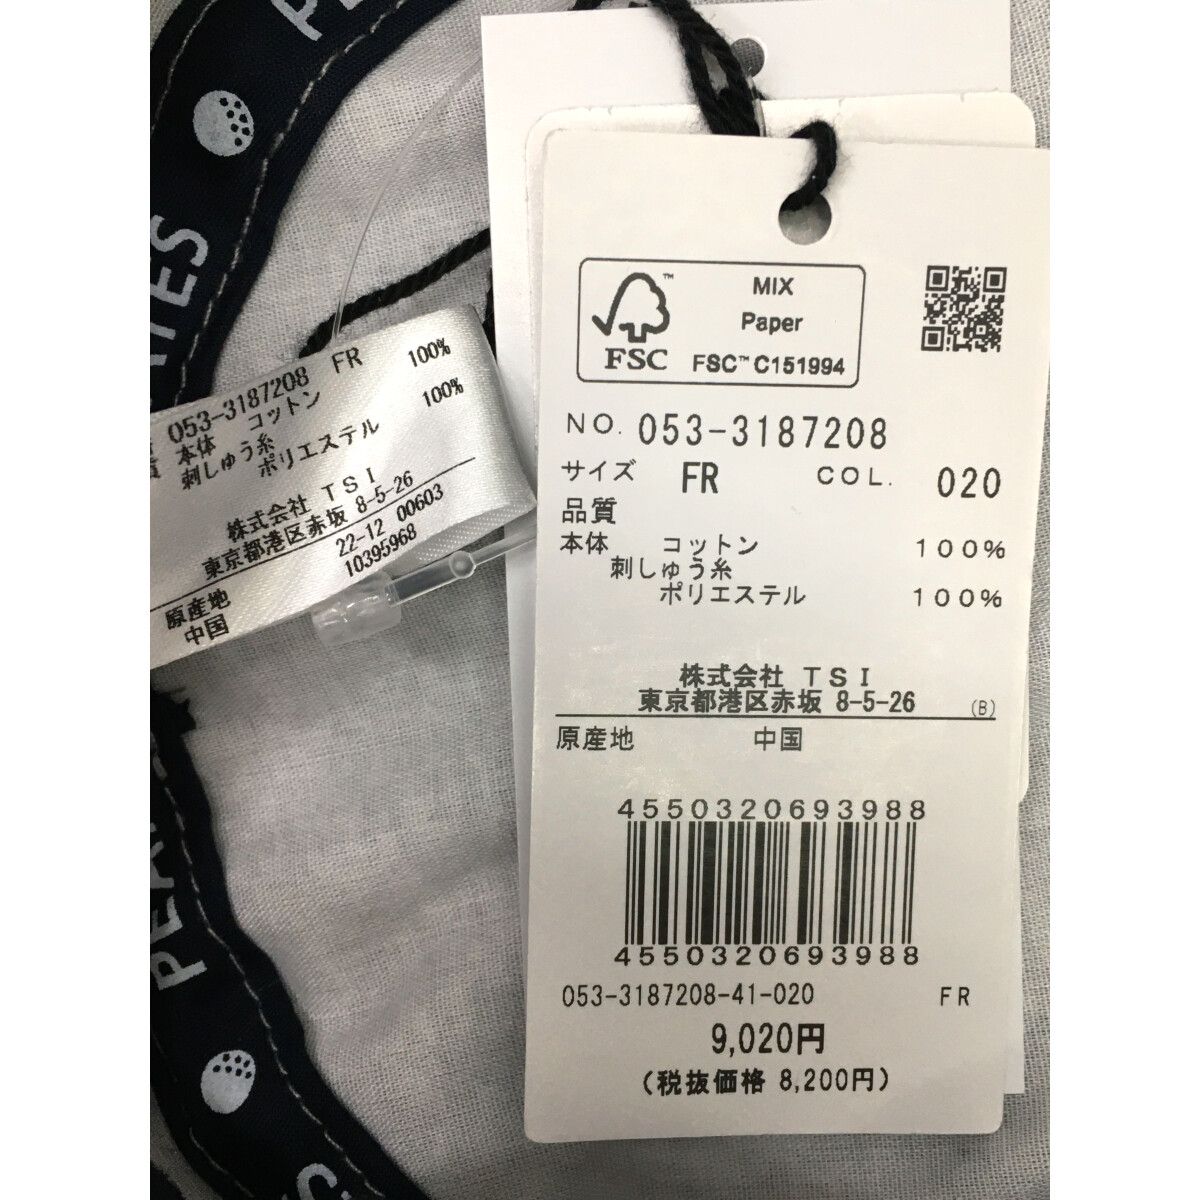 PE
ATES
053-3187208 FR
本体 コットン 100%
刺しゅう糸
ポリエステル 100%
株式会社 TSI
東京都港区赤坂 8-5-26
22-12 00603
10395968
原産地
中国
PEA
FSC™
MIX
Paper
FSC™ C151994
NO. 053-3187208
サイズ FR COL. 020
品質
本体 コットン 100%
刺しゅう糸
ポリエステル 100%
株式会社 TSI
東京都港区赤坂 8-5-26 (B)
原産地 中国
4550320693988
4550320693988
053-3187208-41-020 FR
9,020円
(税抜価格 8,200円)